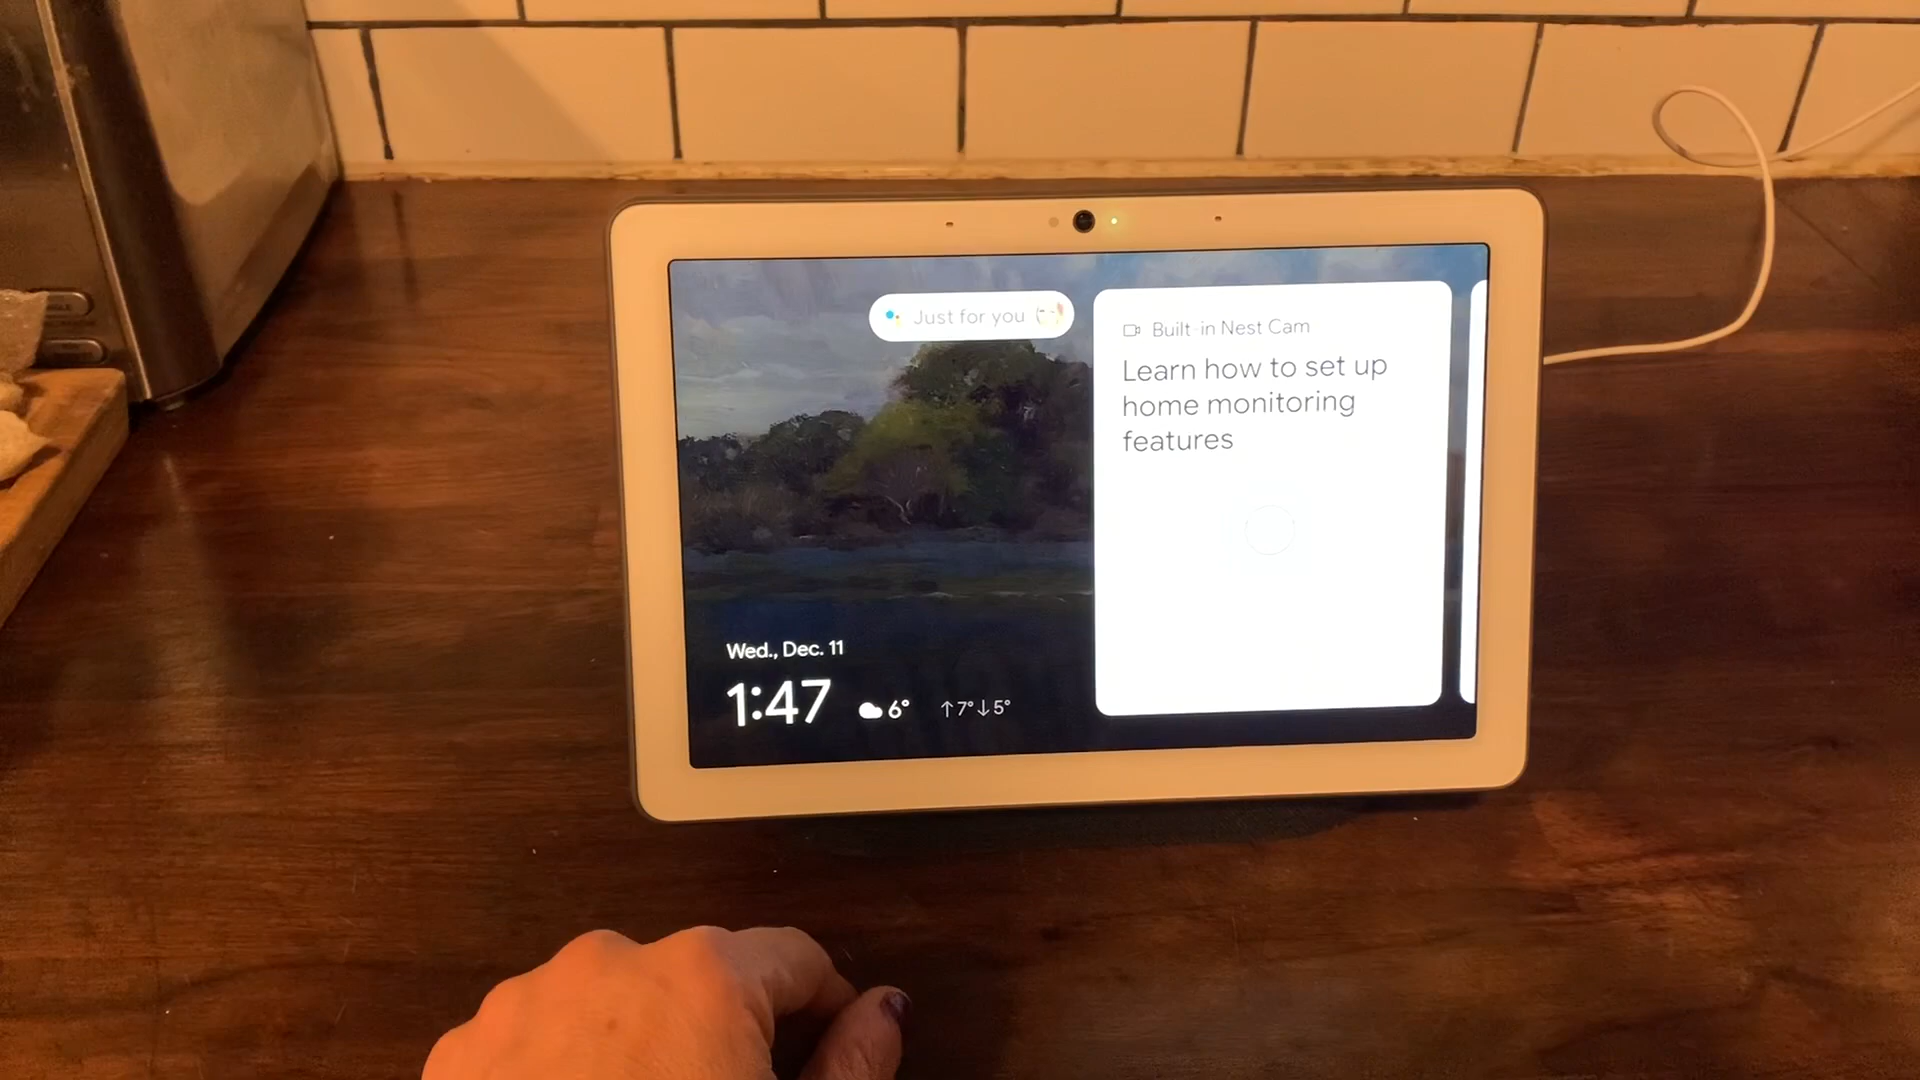 Just for you
Built-in Nest Cam
Learn how to set up
home monitoring
features
Wed., Dec. 11
1:47 6° ↑7°↓5°